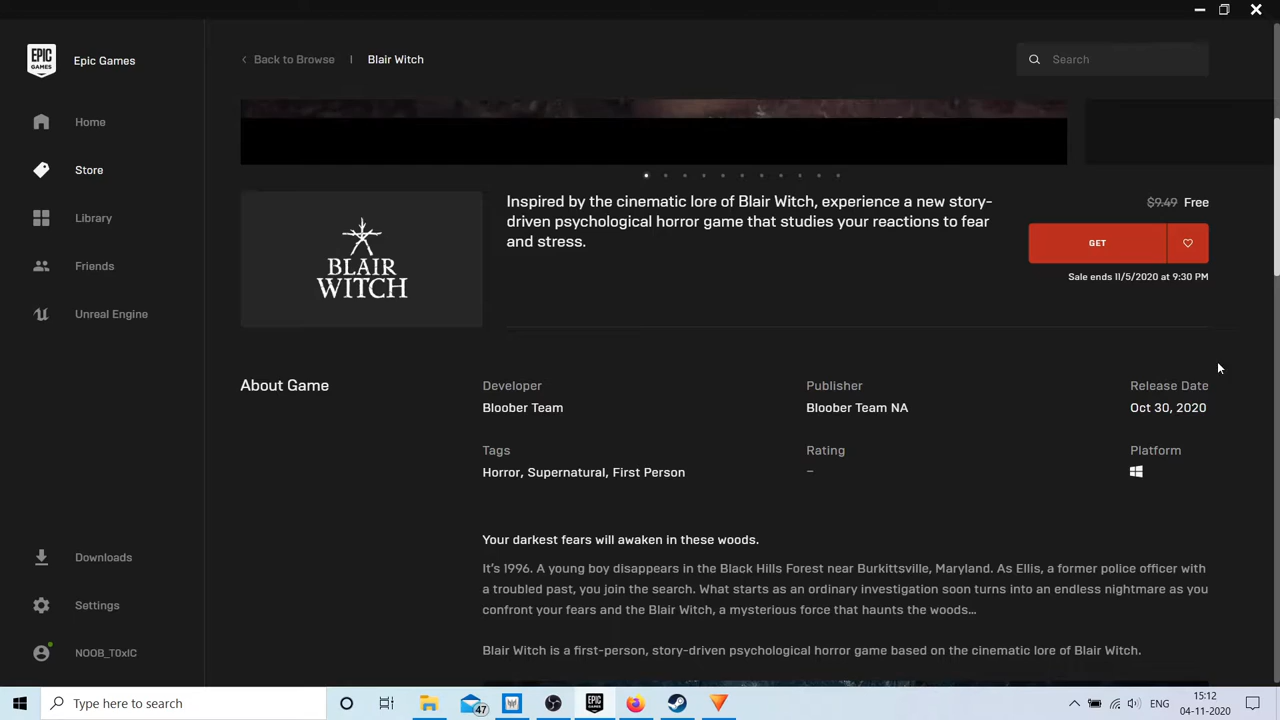 EPIC
GAMES
Epic Games
Back to Browse
Blair Witch
Search
Home
Store
Library
Friends
Unreal Engine
Downloads
Settings
NOOB_T0xIC
BLAIR
WITCH
Inspired by the cinematic lore of Blair Witch, experience a new story-
driven psychological horror game that studies your reactions to fear
and stress.
$9.49 Free
GET
Sale ends 11/5/2020 at 9:30 PM
About Game
Developer
Bloober Team
Publisher
Bloober Team NA
Release Date
Oct 30, 2020
Tags
Horror, Supernatural, First Person
Rating
–
Platform
Your darkest fears will awaken in these woods.
It's 1996. A young boy disappears in the Black Hills Forest near Burkittsville, Maryland. As Ellis, a former police officer with
a troubled past, you join the search. What starts as an ordinary investigation soon turns into an endless nightmare as you
confront your fears and the Blair Witch, a mysterious force that haunts the woods...
Blair Witch is a first-person, story-driven psychological horror game based on the cinematic lore of Blair Witch.
Type here to search
47
EPIC
ENG
15:12
04-11-2020